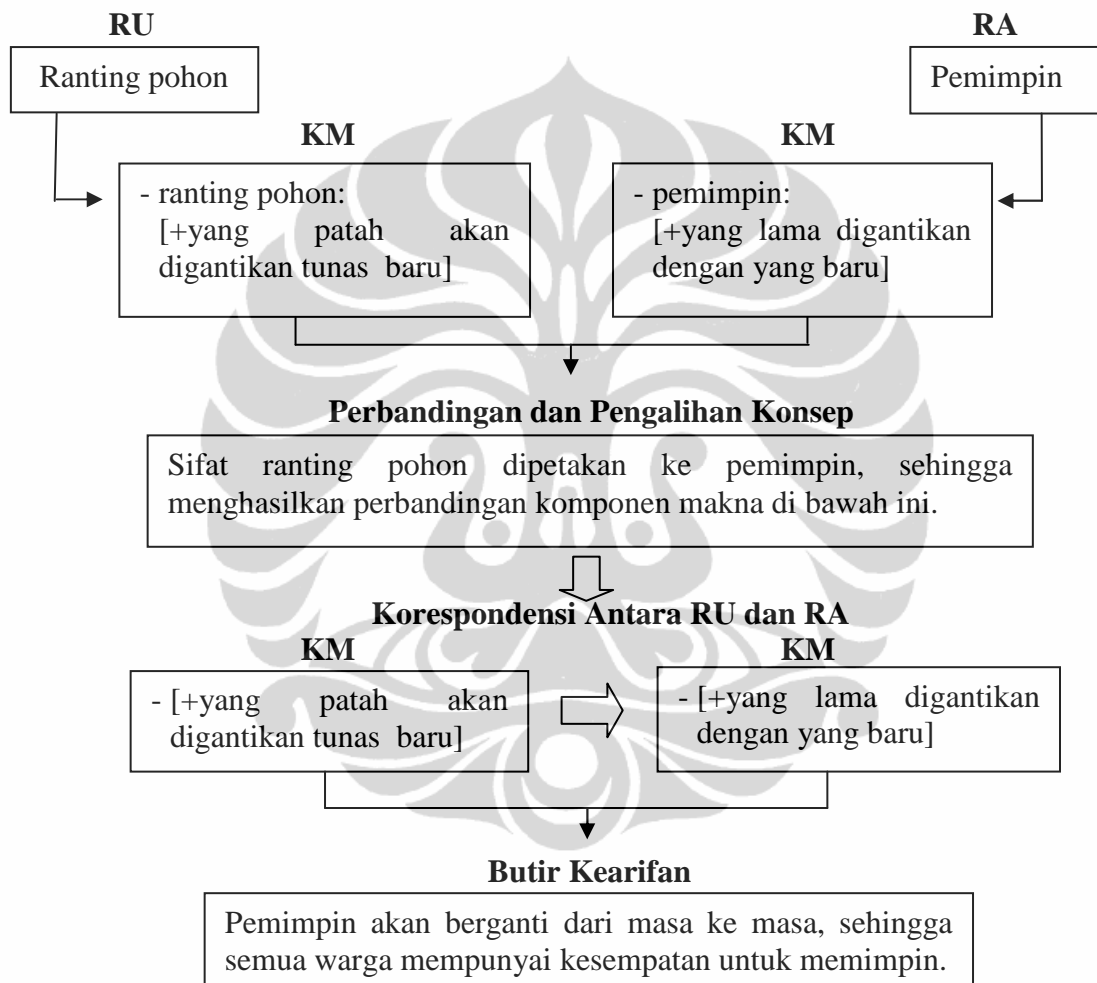 RU
RA
Ranting pohon
Pemimpin
KM
KM
- ranting pohon:
[+yang patah akan
digantikan tunas baru]
- pemimpin:
[+yang lama digantikan
dengan yang baru]
Perbandingan dan Pengalihan Konsep
Sifat ranting pohon dipetakan ke pemimpin, sehingga
menghasilkan perbandingan komponen makna di bawah ini.
Korespondensi Antara RU dan RA
KM
KM
- [+yang patah akan
digantikan tunas baru]
- [+yang lama digantikan
dengan yang baru]
Butir Kearifan
Pemimpin akan berganti dari masa ke masa, sehingga
semua warga mempunyai kesempatan untuk memimpin.